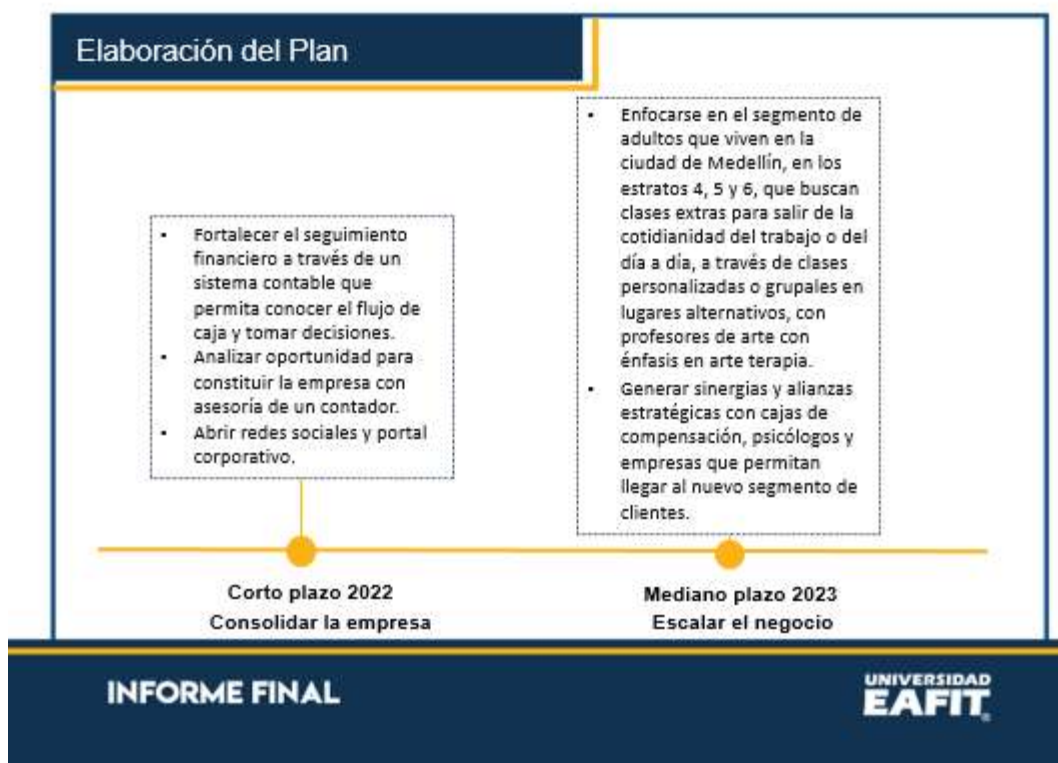 Elaboración del Plan
• Fortalecer el seguimiento
financiero a través de un
sistema contable que
permita conocer el flujo de
caja y tomar decisiones.
• Analizar oportunidad para
constituir la empresa con
asesoría de un contador.
• Abrir redes sociales y portal
corporativo.
• Enfocarse en el segmento de
adultos que viven en la
ciudad de Medellín, en los
estratos 4, 5 y 6, que buscan
clases extras para salir de la
cotidianidad del trabajo o del
día a día, a través de clases
personalizadas o grupales en
lugares alternativos, con
profesores de arte con
énfasis en arte terapia.
• Generar sinergias y alianzas
estratégicas con cajas de
compensación, psicólogos y
empresas que permitan
llegar al nuevo segmento de
clientes.
Corto plazo 2022
Consolidar la empresa
Mediano plazo 2023
Escalar el negocio
INFORME FINAL
UNIVERSIDAD
EAFIT